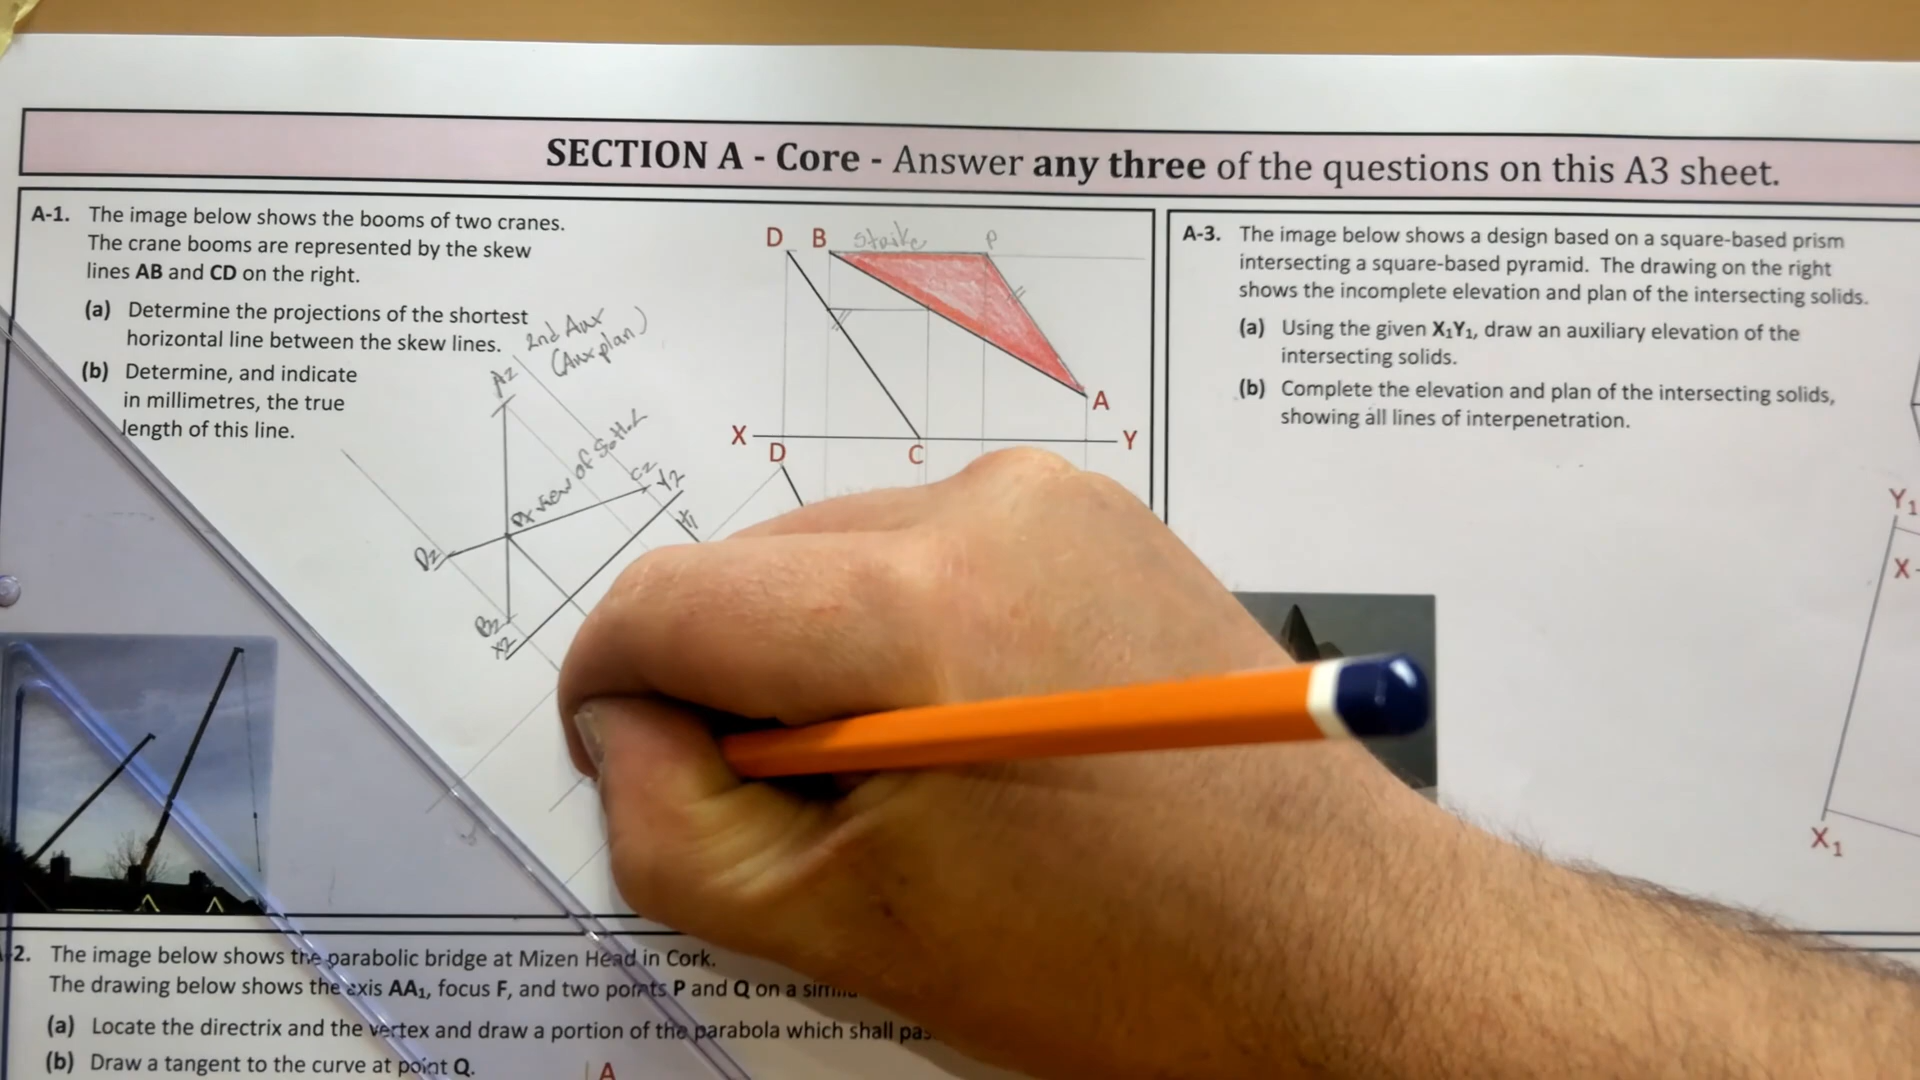 SECTION A - Core - Answer any three of the questions on this A3 sheet.
A-1. The image below shows the booms of two cranes.
The crane booms are represented by the skew
lines AB and CD on the right.
(a) Determine the projections of the shortest
horizontal line between the skew lines.
(b) Determine, and indicate
in millimetres, the true
length of this line.
2nd Aux
(Aux plan)
A2
Pt view of SHLL
C2
Y2
H1
D2
B2
X2
D B Strike P
A
X Y
D C
A-3. The image below shows a design based on a square-based prism
intersecting a square-based pyramid. The drawing on the right
shows the incomplete elevation and plan of the intersecting solids.
(a) Using the given X1Y1, draw an auxiliary elevation of the
intersecting solids.
(b) Complete the elevation and plan of the intersecting solids,
showing all lines of interpenetration.
Y1
X
X1
2. The image below shows the parabolic bridge at Mizen Head in Cork.
The drawing below shows the axis AA1, focus F, and two points P and Q on a
(a) Locate the directrix and the vertex and draw a portion of the parabola which shall
(b) Draw a tangent to the curve at point Q.
A